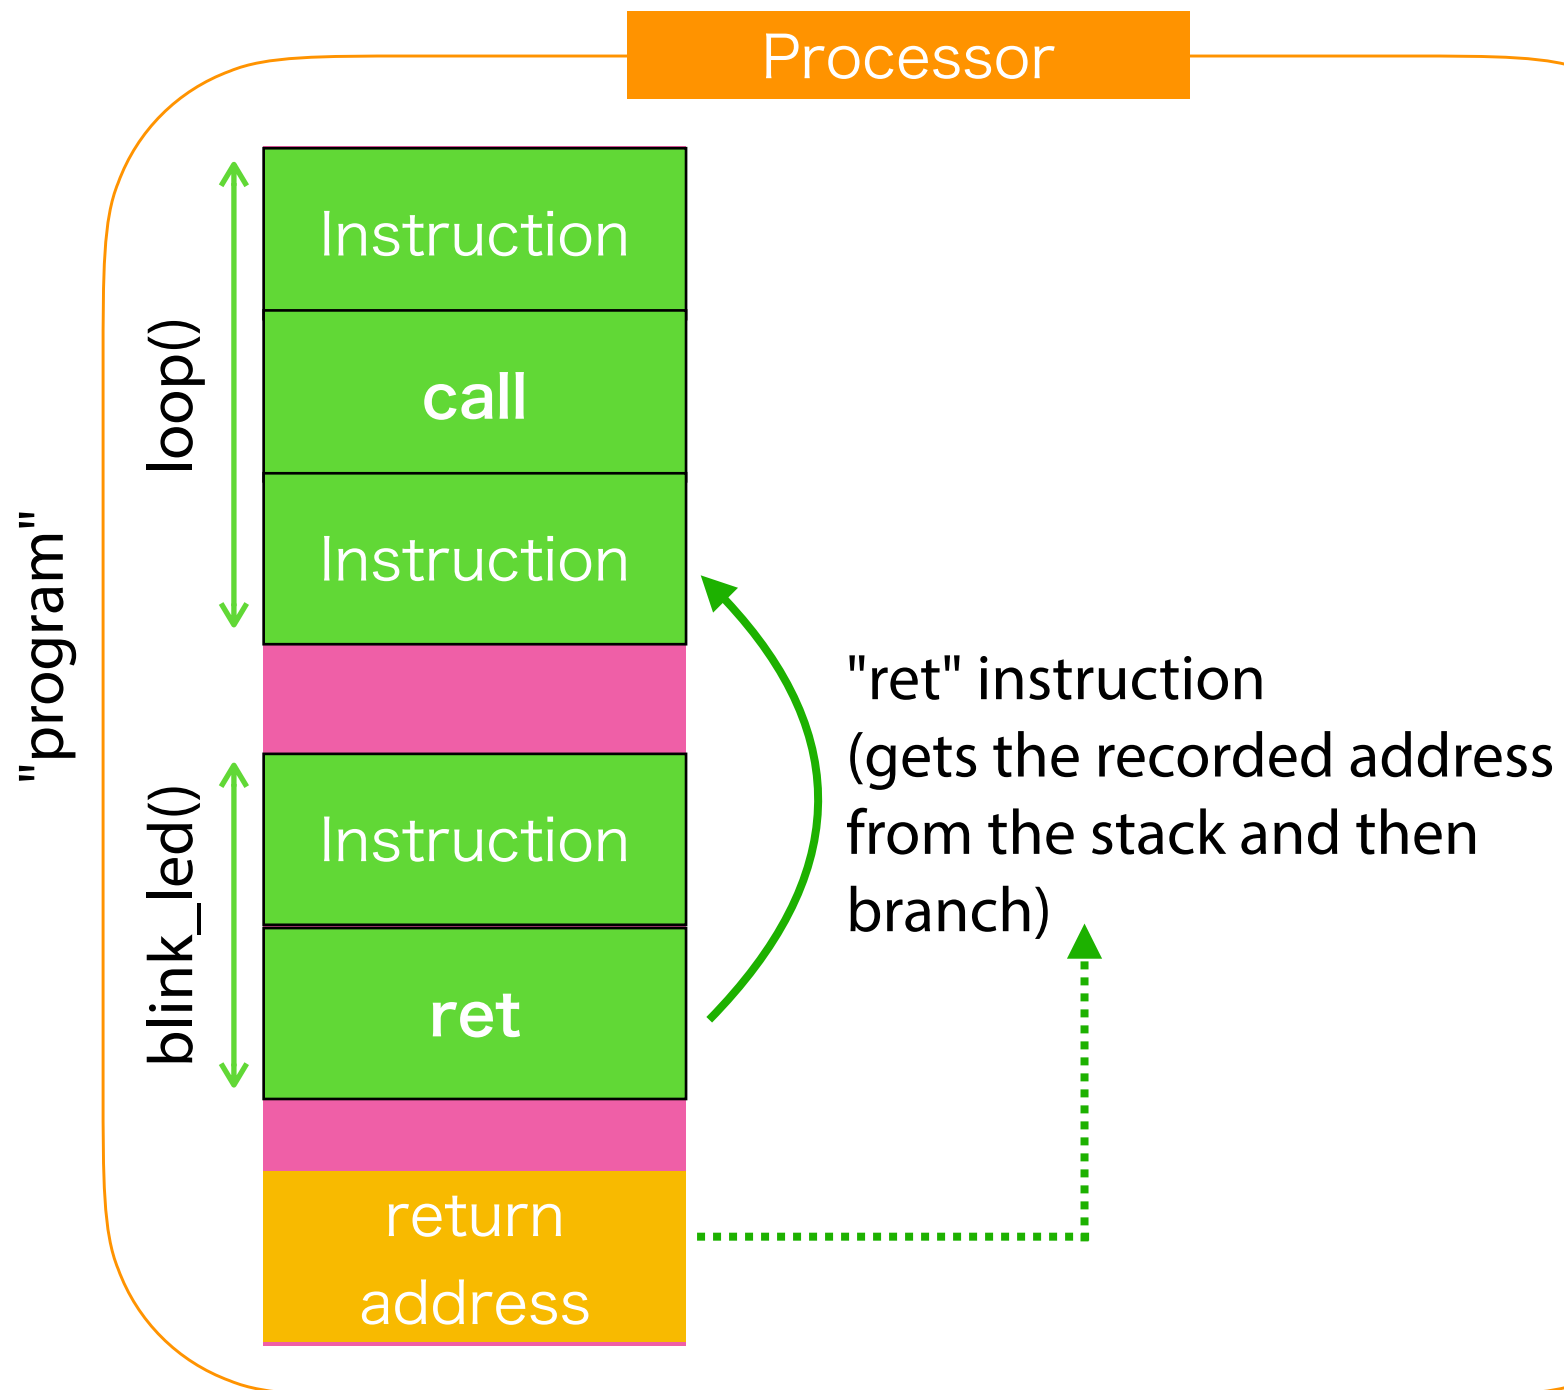 Processor
"program"
loop()
Instruction
call
Instruction
blink_led()
Instruction
ret
return
address
"ret" instruction
(gets the recorded address
from the stack and then
branch)